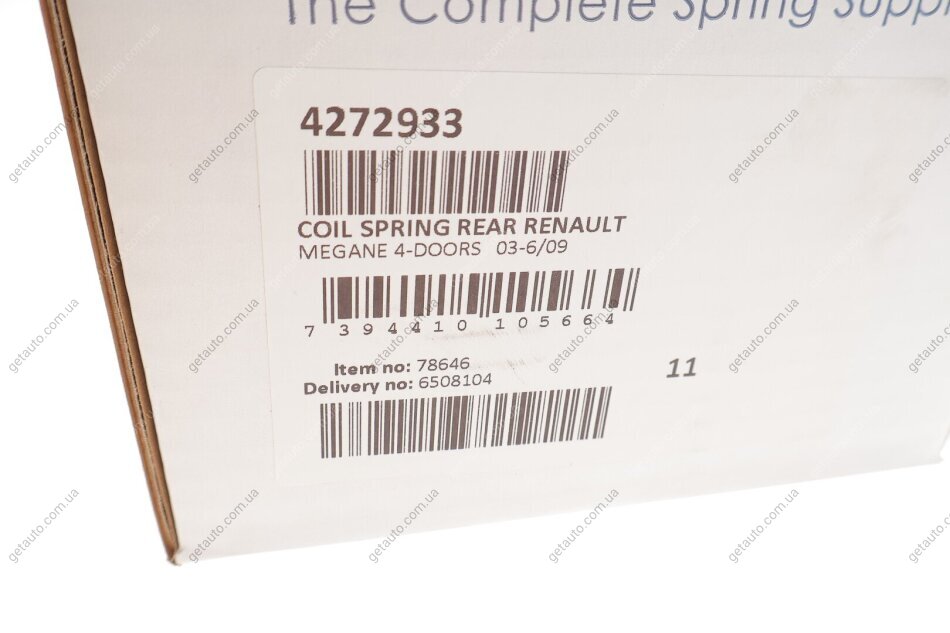 The Complete Spring
4272933
COIL SPRING REAR RENAULT
MEGANE 4-DOORS 03-6/09
7 394410 105664
Item no: 78646
Delivery no: 6508104
11
getauto.com.ua